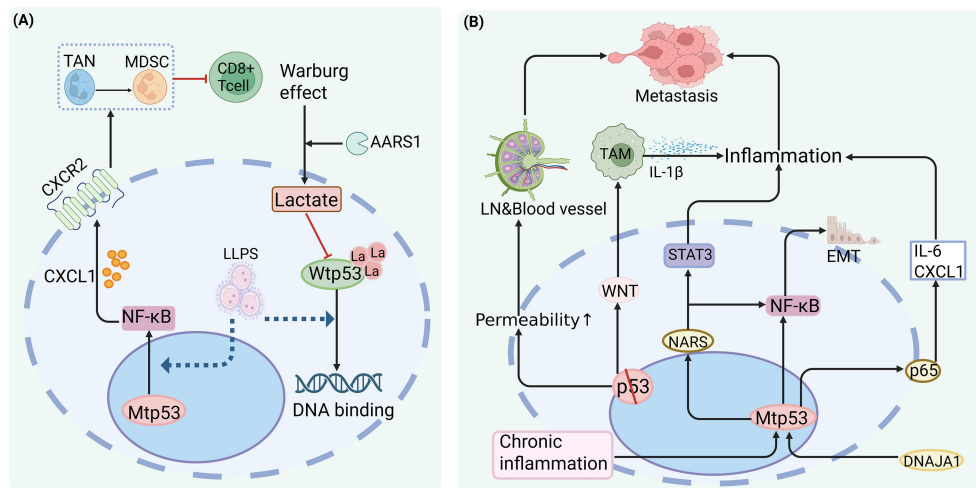 (A)
TAN
MDSC
CD8+
Tcell
Warburg
effect
AARS1
CXCR2
Lactate
La
La
La
Wtp53
LLPS
CXCL1
NF-κB
Mtp53
DNA binding
(B)
Metastasis
TAM
IL-1β
Inflammation
LN&Blood vessel
STAT3
EMT
IL-6
CXCL1
WNT
NF-κB
Permeability↑
NARS
p53
p65
Mtp53
Chronic
inflammation
DNAJA1